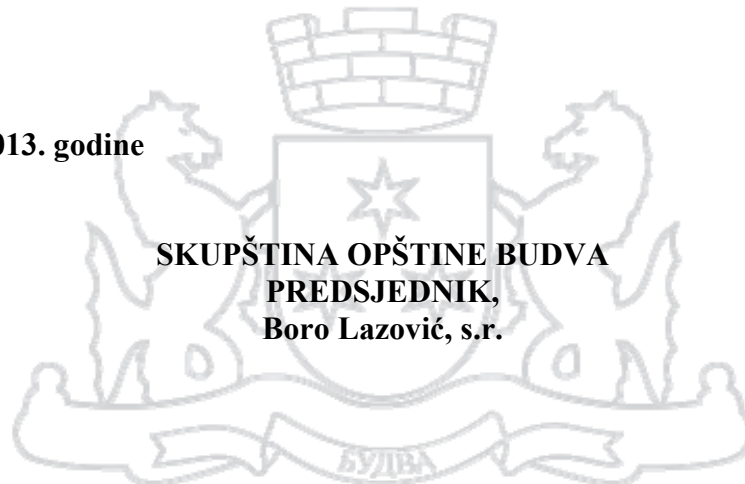 013. godine
SKUPŠTINA OPŠTINE BUDVA
PREDSJEDNIK,
Boro Lazović, s.r.
БУДВА